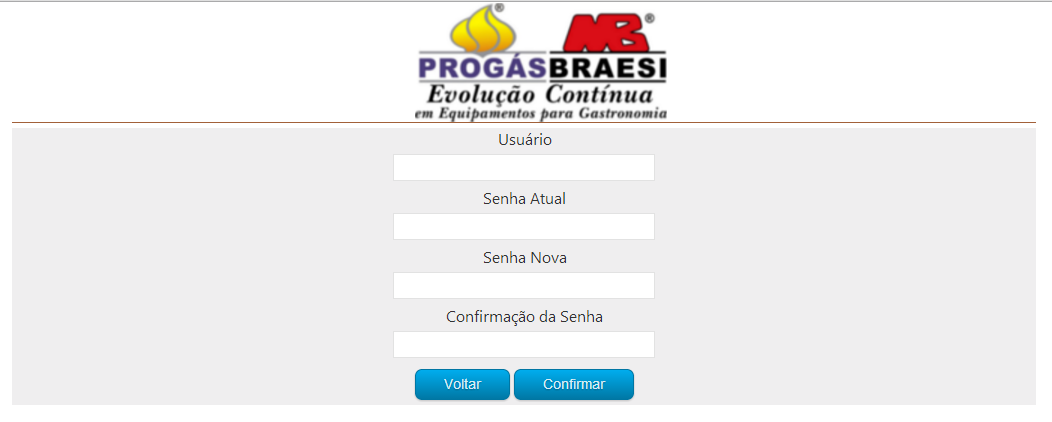 PROGÁSBRAESI
Evolução Contínua
em Equipamentos para Gastronomia
Usuário
Senha Atual
Senha Nova
Confirmação da Senha
Voltar Confirmar